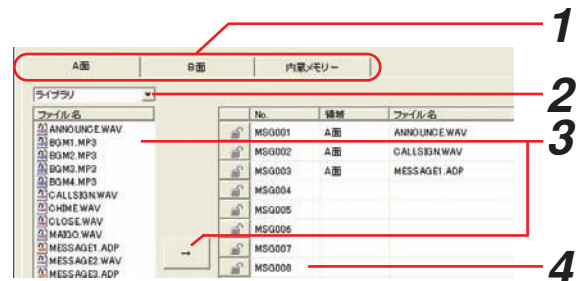 1
A面 B面 内蔵メモリー
ライブラリ
2
ファイル名
ANNOUNCE.WAV
BGM1.MP3
BGM2.MP3
BGM3.MP3
BGM4.MP3
CALLSIGN.WAV
CHIME.WAV
CLOSE.WAV
MAIGO.WAV
MESSAGE1.ADP
MESSAGE2.WAV
MESSAGE3.ADP
→
No. 領域 ファイル名
MSG001 A面 ANNOUNCE.WAV
MSG002 A面 CALLSIGN.WAV
MSG003 A面 MESSAGE1.ADP
MSG004
MSG005
MSG006
MSG007
MSG008
3
4